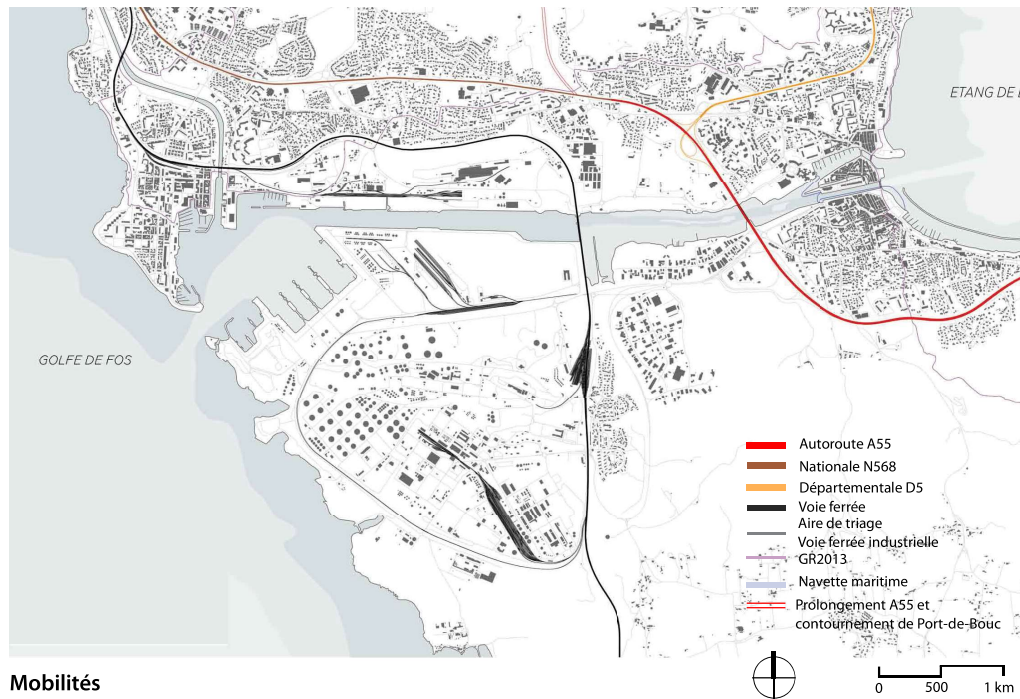 ETANG DE
GOLFE DE FOS
Autoroute A55
Nationale N568
Départementale D5
Voie ferrée
Aire de triage
Voie ferrée industrielle
GR2013
Navette maritime
Prolongement A55 et
contournement de Port-de-Bouc
Mobilités
0 500 1 km